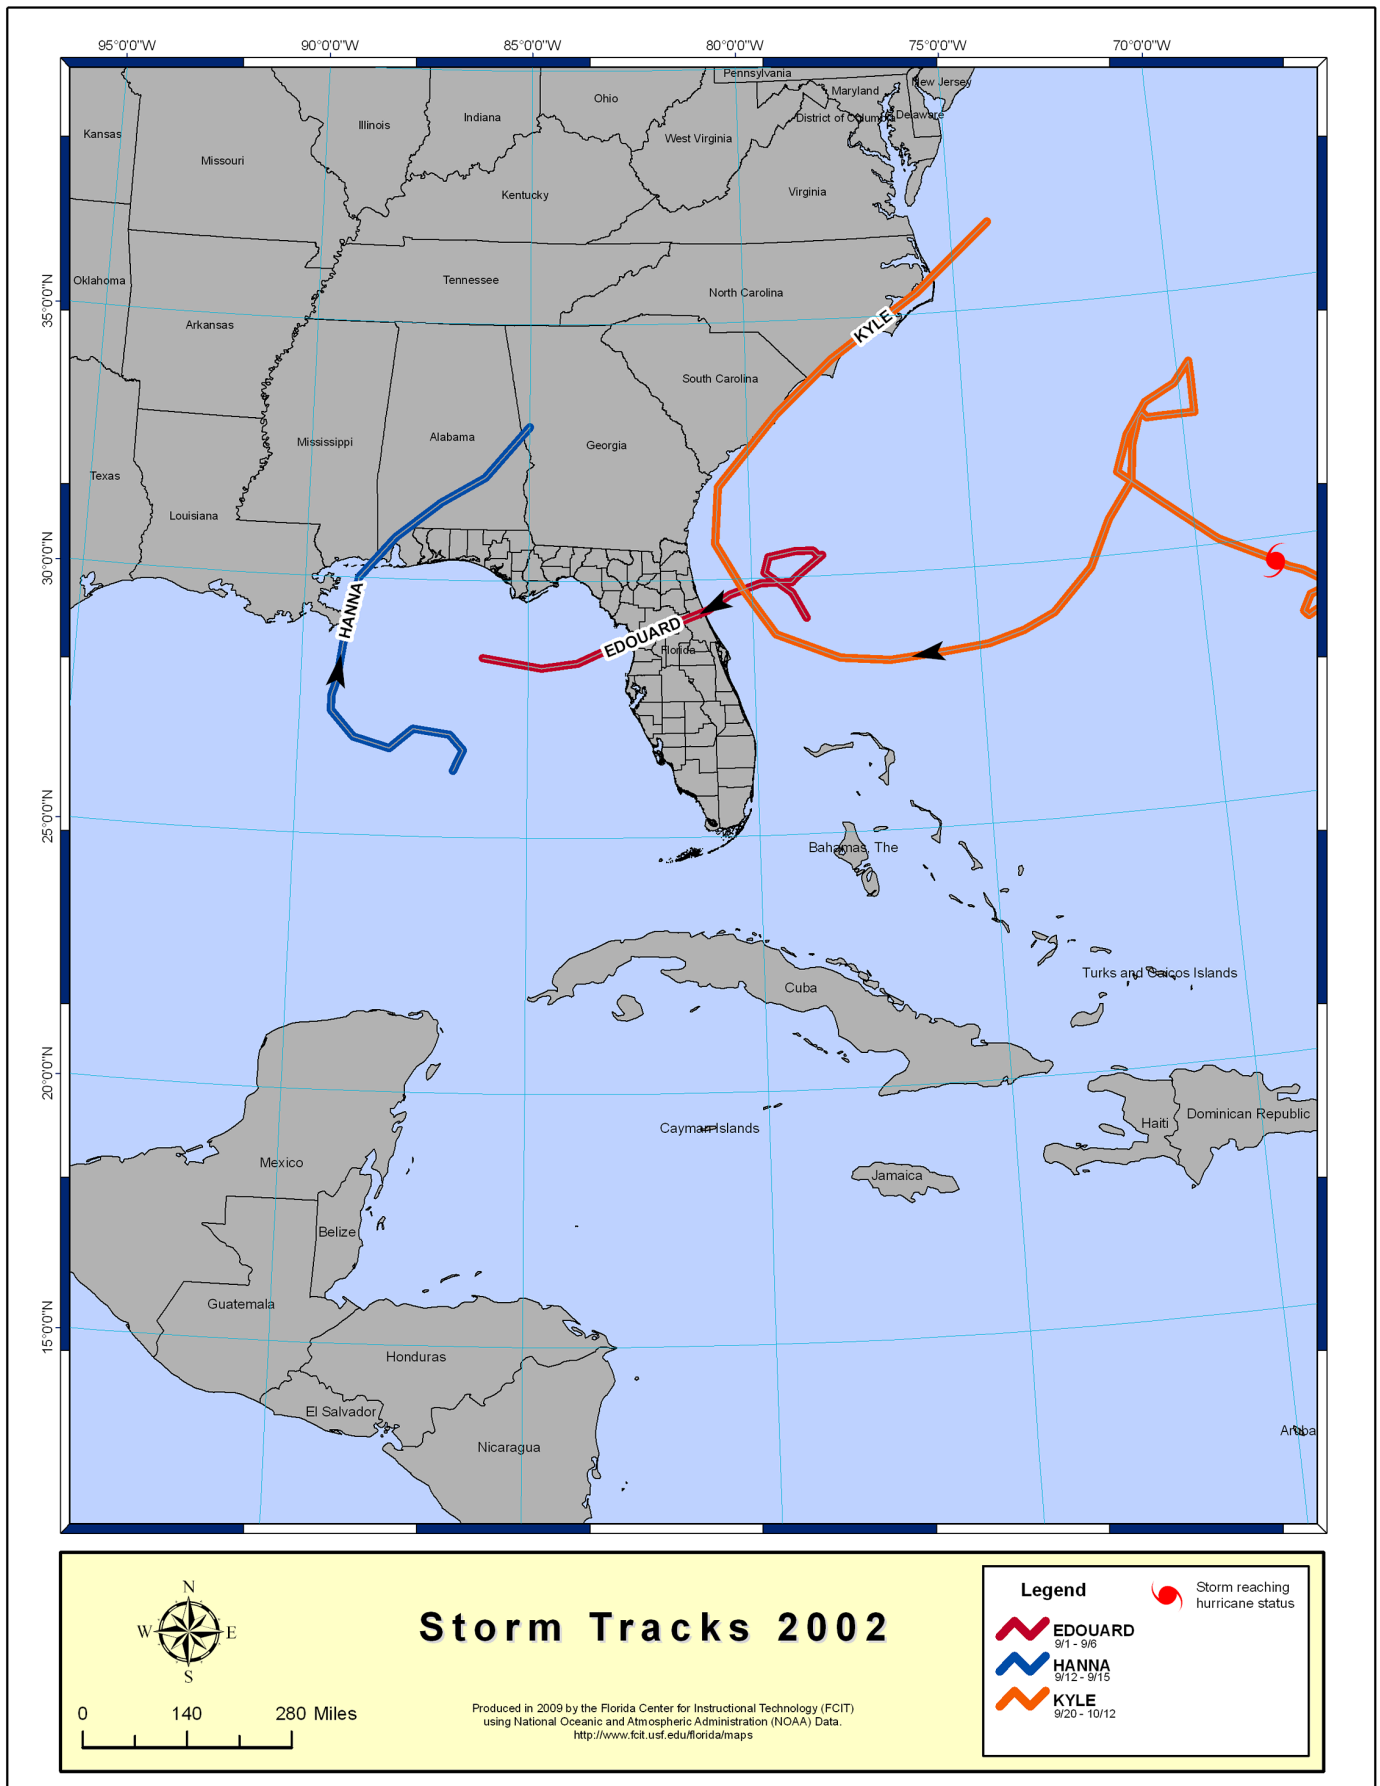 95°0'0"W 90°0'0"W 85°0'0"W 80°0'0"W 75°0'0"W 70°0'0"W
Pennsylvania
New Jersey
Maryland
Ohio
Delaware
Indiana
District of Columbia
Illinois
Kansas
West Virginia
Missouri
Virginia
Kentucky
Oklahoma
Tennessee
35°0'0"N
North Carolina
Arkansas
KYLE
South Carolina
Mississippi
Alabama
Georgia
Texas
Louisiana
30°0'0"N
HANNA
EDOUARD
Florida
25°0'0"N
Bahamas, The
Turks and Caicos Islands
Cuba
20°0'0"N
Dominican Republic
Haiti
Cayman Islands
Mexico
Jamaica
Belize
Guatemala
15°0'0"N
Honduras
El Salvador
Aruba
Nicaragua
N
W E
S
0 140 280 Miles
Storm Tracks 2002
Produced in 2009 by the Florida Center for Instructional Technology (FCIT)
using National Oceanic and Atmospheric Administration (NOAA) Data.
http://www.fcit.usf.edu/florida/maps
Legend
Storm reaching
hurricane status
EDOUARD
9/1 - 9/6
HANNA
9/12 - 9/15
KYLE
9/20 - 10/12